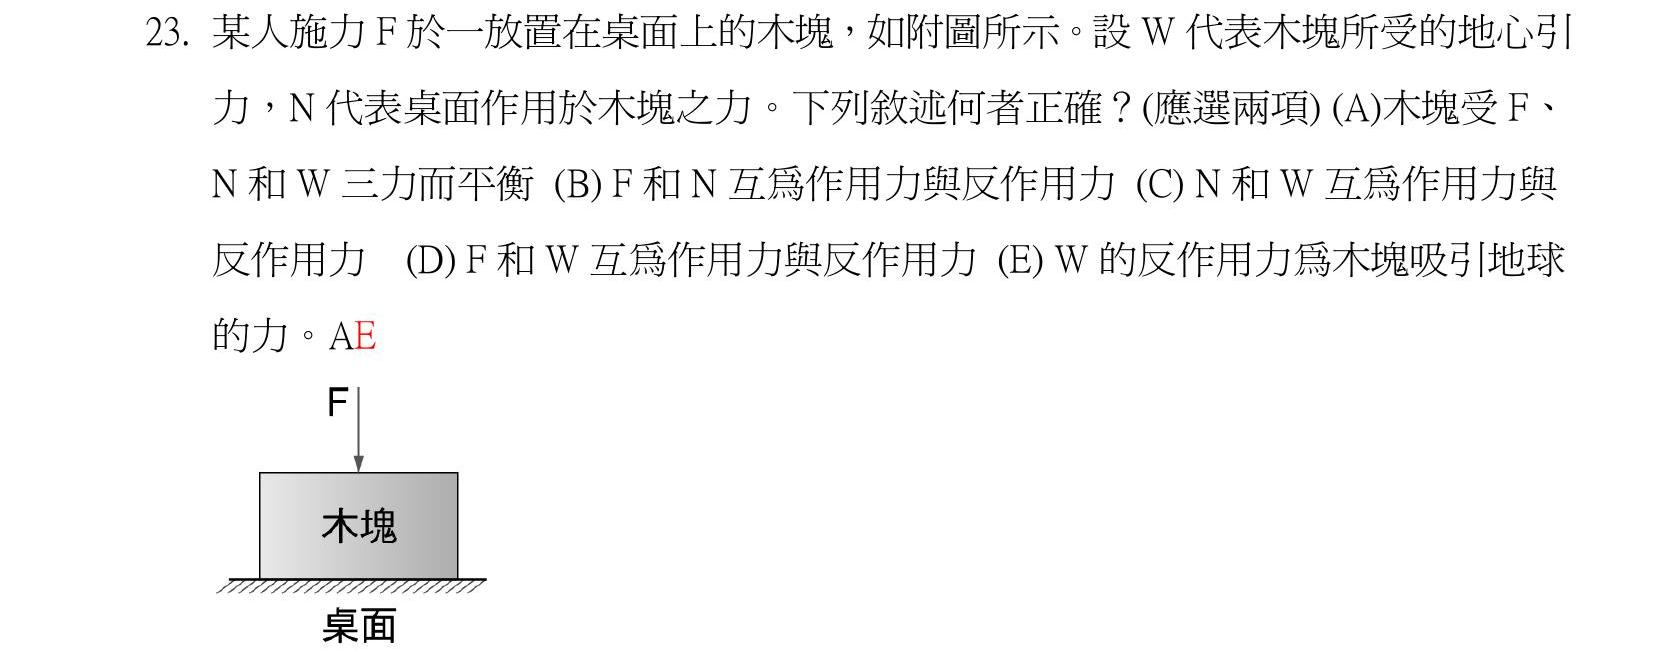 23. 某人施力 F 於一放置在桌面上的木塊，如附圖所示。設 W 代表木塊所受的地心引
力，N 代表桌面作用於木塊之力。下列敘述何者正確？(應選兩項) (A)木塊受 F、
N 和 W 三力而平衡 (B) F 和 N 互爲作用力與反作用力 (C) N 和 W 互爲作用力與
反作用力 (D) F 和 W 互爲作用力與反作用力 (E) W 的反作用力爲木塊吸引地球
的力。AE
F
木塊
桌面